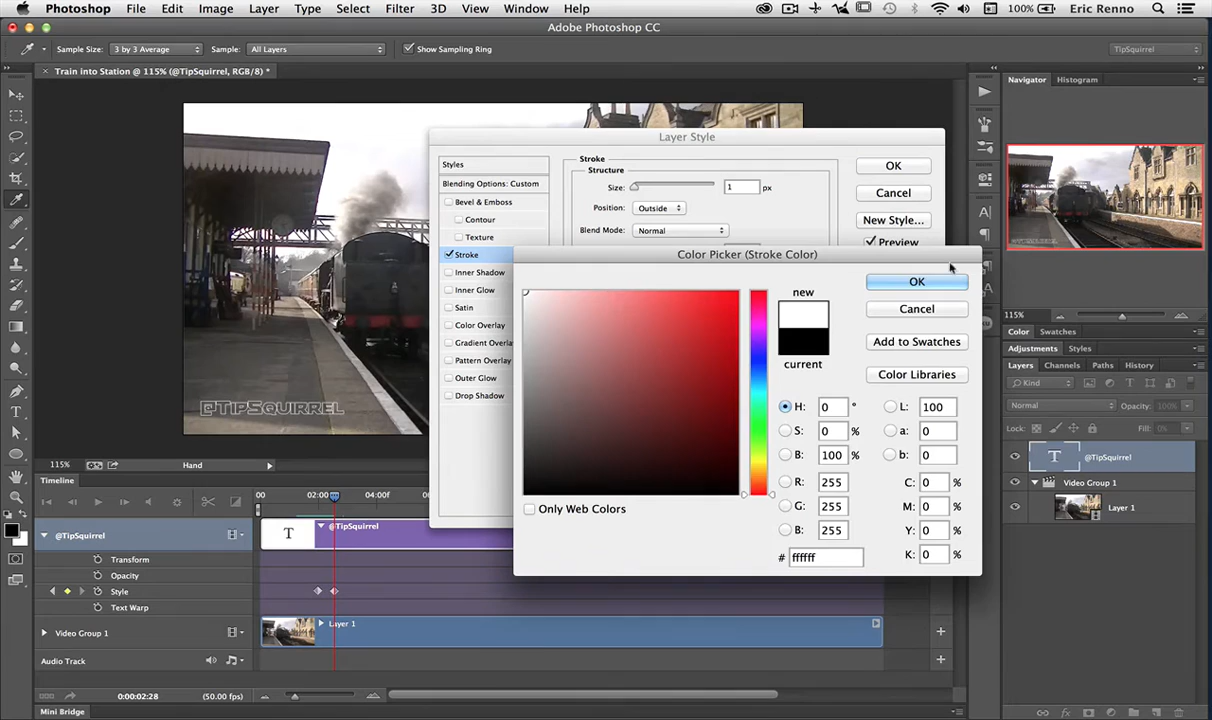 Photoshop File Edit Image Layer Type Select Filter 3D View Window Help 100% Eric Renno
Adobe Photoshop CC
Sample Size: 3 by 3 Average Sample: All Layers Show Sampling Ring TipSquirrel
× Train into Station @ 115% (@TipSquirrel, RGB/8) *
Navigator Histogram
115%
Color Swatches
Adjustments Styles
Layers Channels Paths History
Kind
Normal Opacity: 100%
Lock: Fill: 0%
T @TipSquirrel
Video Group 1
Layer 1
@TipSquirrel
Layer Style
Styles
Blending Options: Custom
Bevel & Emboss
Contour
Texture
Stroke
Inner Shadow
Inner Glow
Satin
Color Overlay
Gradient Overla
Pattern Overlay
Outer Glow
Drop Shadow
Stroke
Structure
Size: 1 px
Position: Outside
Blend Mode: Normal
OK
Cancel
New Style...
Preview
Color Picker (Stroke Color)
new
current
OK
Cancel
Add to Swatches
Color Libraries
H: 0 °
S: 0 %
B: 100 %
R: 255
G: 255
B: 255
# ffffff
L: 100
a: 0
b: 0
C: 0 %
M: 0 %
Y: 0 %
K: 0 %
Only Web Colors
115% Hand
Timeline
00 02:00f 04:00f
@TipSquirrel
T @TipSquirrel
Transform
Opacity
Style
Text Warp
Video Group 1
Layer 1
Audio Track
0:00:02:28 (50.00 fps)
Mini Bridge